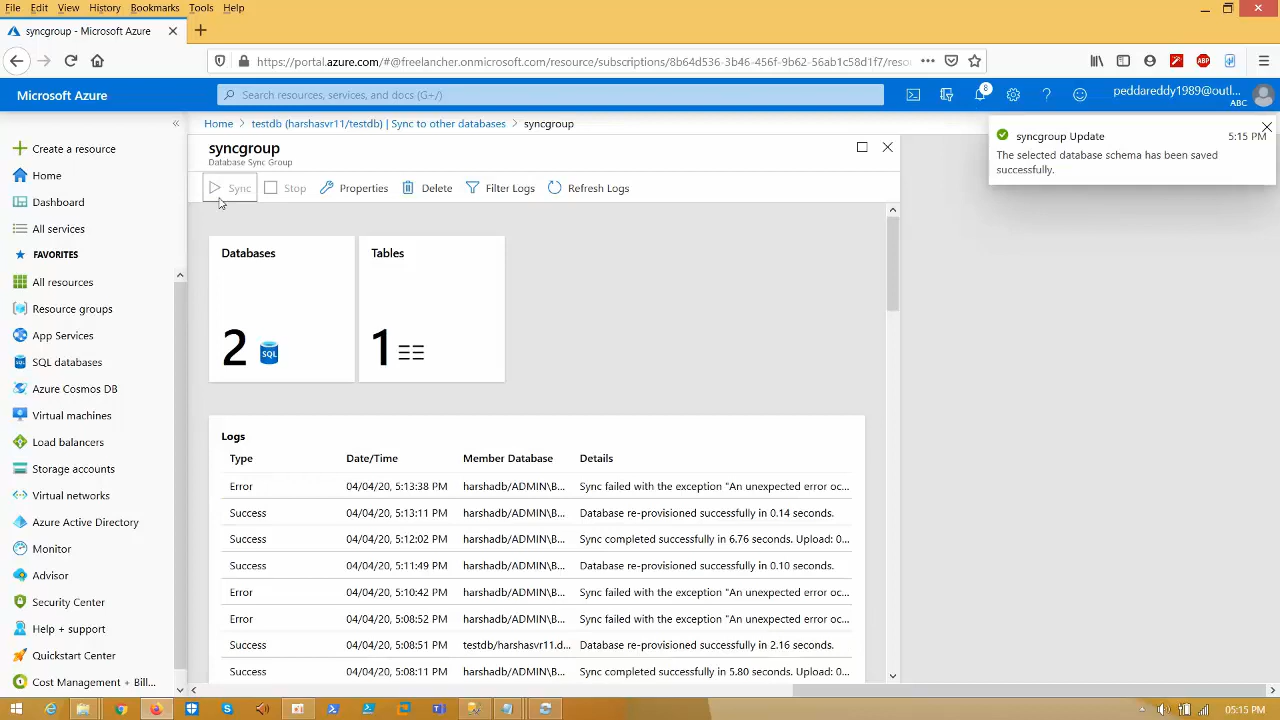 File Edit View History Bookmarks Tools Help
syncgroup - Microsoft Azure
https://portal.azure.com/#@freelancher.onmicrosoft.com/resource/subscriptions/8b64d536-3b46-456f-9b62-56ab1c58d1f7/resou
ABP
Microsoft Azure
Search resources, services, and docs (G+/)
8
peddareddy1989@outl...
ABC
Home > testdb (harshasvr11/testdb) | Sync to other databases > syncgroup
syncgroup
Database Sync Group
Sync Stop Properties Delete Filter Logs Refresh Logs
syncgroup Update 5:15 PM
The selected database schema has been saved
successfully.
Create a resource
Home
Dashboard
All services
FAVORITES
All resources
Resource groups
App Services
SQL databases
Azure Cosmos DB
Virtual machines
Load balancers
Storage accounts
Virtual networks
Azure Active Directory
Monitor
Advisor
Security Center
Help + support
Quickstart Center
Cost Management + Bill...
Databases
2
SQL
Tables
1
Logs
Type Date/Time Member Database Details
Error 04/04/20, 5:13:38 PM harshadb/ADMIN\B... Sync failed with the exception "An unexpected error oc...
Success 04/04/20, 5:13:11 PM harshadb/ADMIN\B... Database re-provisioned successfully in 0.14 seconds.
Success 04/04/20, 5:12:02 PM harshadb/ADMIN\B... Sync completed successfully in 6.76 seconds. Upload: 0...
Success 04/04/20, 5:11:49 PM harshadb/ADMIN\B... Database re-provisioned successfully in 0.10 seconds.
Error 04/04/20, 5:10:42 PM harshadb/ADMIN\B... Sync failed with the exception "An unexpected error oc...
Error 04/04/20, 5:08:52 PM harshadb/ADMIN\B... Sync failed with the exception "An unexpected error oc...
Success 04/04/20, 5:08:51 PM testdb/harshasvr11.d... Database re-provisioned successfully in 2.16 seconds.
Success 04/04/20, 5:08:11 PM harshadb/ADMIN\B... Sync completed successfully in 5.80 seconds. Upload: 0...
05:15 PM